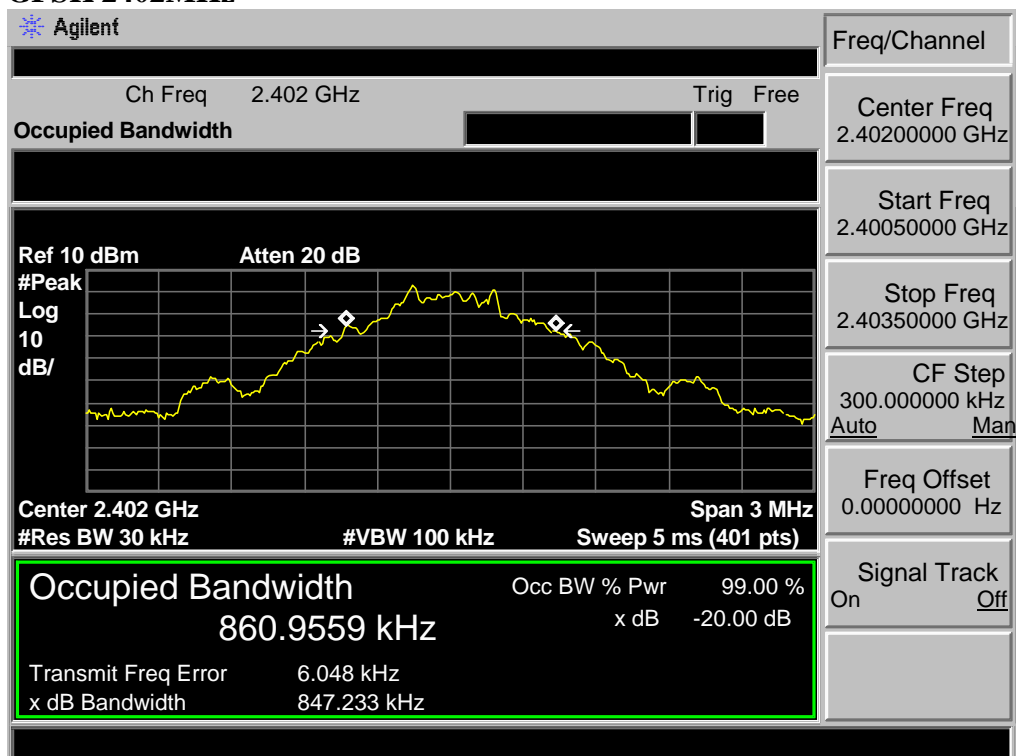 GFSK 2402MHz
Agilent
Freq/Channel
Ch Freq 2.402 GHz Trig Free
Occupied Bandwidth
Center Freq
2.40200000 GHz
Start Freq
2.40050000 GHz
Stop Freq
2.40350000 GHz
CF Step
300.000000 kHz
Auto Man
Freq Offset
0.00000000 Hz
Signal Track
On Off
Ref 10 dBm Atten 20 dB
#Peak
Log
10
dB/
Center 2.402 GHz Span 3 MHz
#Res BW 30 kHz #VBW 100 kHz Sweep 5 ms (401 pts)
Occupied Bandwidth Occ BW % Pwr 99.00 %
860.9559 kHz x dB -20.00 dB
Transmit Freq Error 6.048 kHz
x dB Bandwidth 847.233 kHz